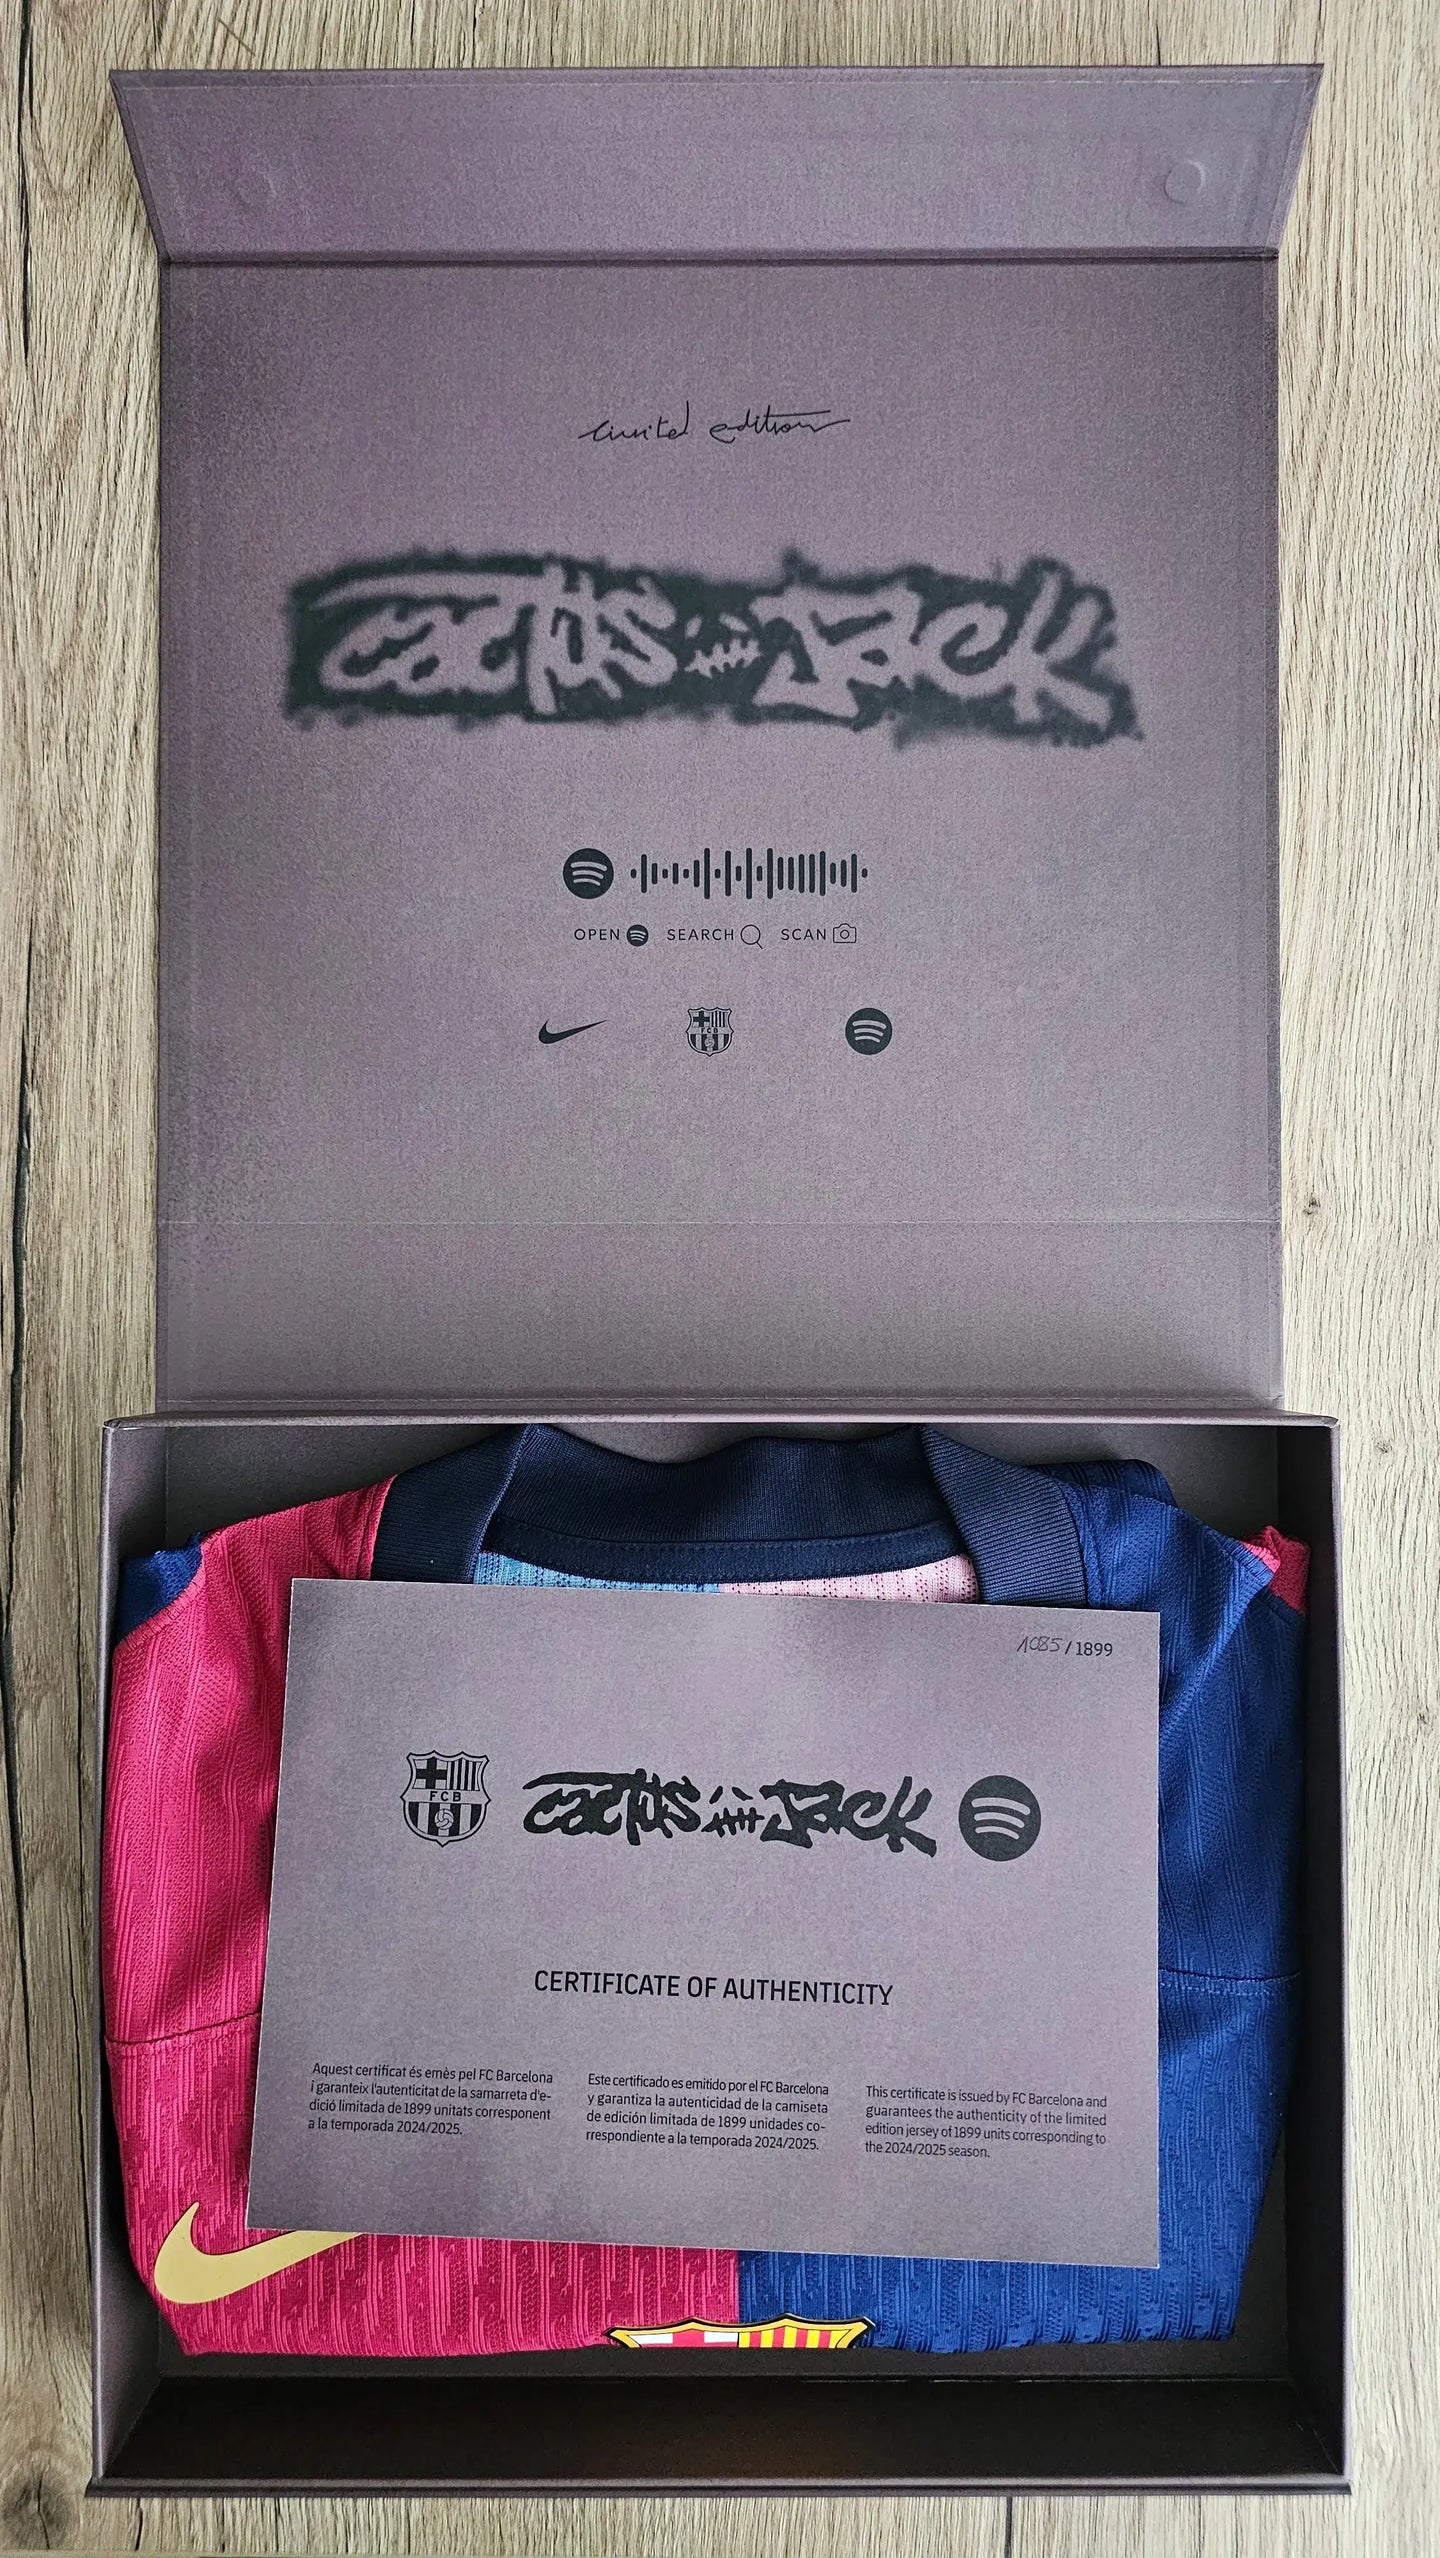 limited edition
Cactus Jack
OPEN SEARCH SCAN
FCB
1085 / 1899
FCB
Cactus Jack
CERTIFICATE OF AUTHENTICITY
Aquest certificat és emès pel FC Barcelona
i garanteix l'autenticitat de la samarreta d'e-
dició limitada de 1899 unitats corresponent
a la temporada 2024/2025.
Este certificado es emitido por el FC Barcelona
y garantiza la autenticidad de la camiseta
de edición limitada de 1899 unidades co-
rrespondiente a la temporada 2024/2025.
This certificate is issued by FC Barcelona and
guarantees the authenticity of the limited
edition jersey of 1899 units corresponding to
the 2024/2025 season.